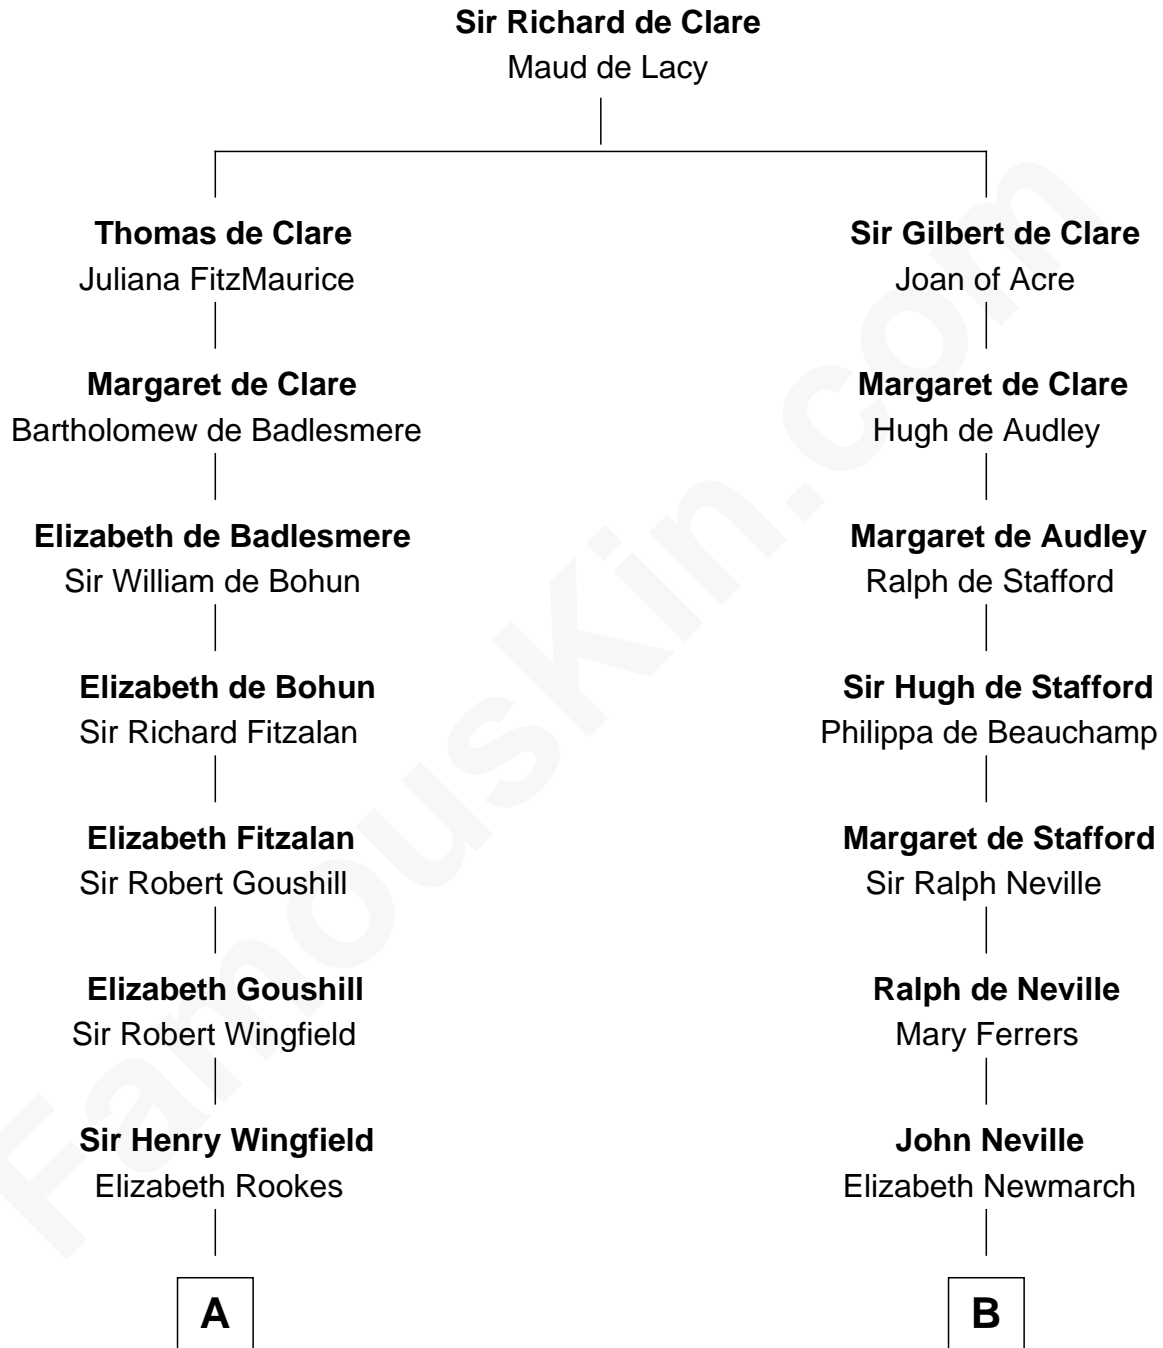 Sir Richard de Clare
Maud de Lacy
Thomas de Clare
Juliana FitzMaurice
Sir Gilbert de Clare
Joan of Acre
Margaret de Clare
Bartholomew de Badlesmere
Margaret de Clare
Hugh de Audley
Elizabeth de Badlesmere
Sir William de Bohun
Margaret de Audley
Ralph de Stafford
Elizabeth de Bohun
Sir Richard Fitzalan
Sir Hugh de Stafford
Philippa de Beauchamp
Elizabeth Fitzalan
Sir Robert Goushill
Margaret de Stafford
Sir Ralph Neville
Elizabeth Goushill
Sir Robert Wingfield
Ralph de Neville
Mary Ferrers
Sir Henry Wingfield
Elizabeth Rookes
John Neville
Elizabeth Newmarch
A
B
FamousKin.com